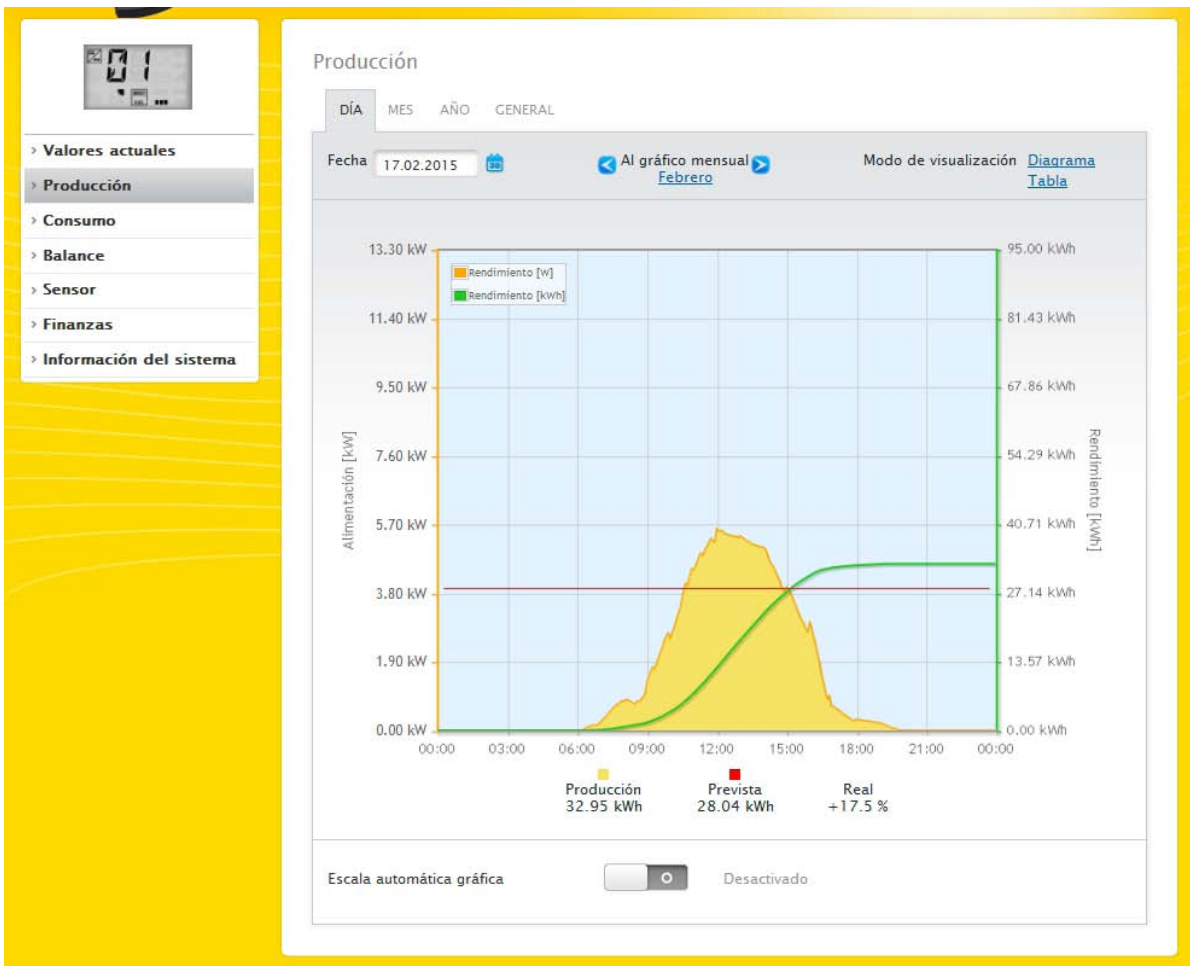 01
Valores actuales
Producción
Consumo
Balance
Sensor
Finanzas
Información del sistema
Producción
DÍA MES AÑO GENERAL
Fecha 17.02.2015 Al gráfico mensual Modo de visualización Diagrama
Febrero Tabla
13.30 kW 95.00 kWh
Rendimiento [W]
Rendimiento [kWh]
11.40 kW 81.43 kWh
9.50 kW 67.86 kWh
7.60 kW 54.29 kWh
5.70 kW 40.71 kWh
3.80 kW 27.14 kWh
1.90 kW 13.57 kWh
0.00 kW 0.00 kWh
Alimentación [kW]
Rendimiento [kWh]
00:00 03:00 06:00 09:00 12:00 15:00 18:00 21:00 00:00
Producción Prevista Real
32.95 kWh 28.04 kWh +17.5 %
Escala automática gráfica Desactivado